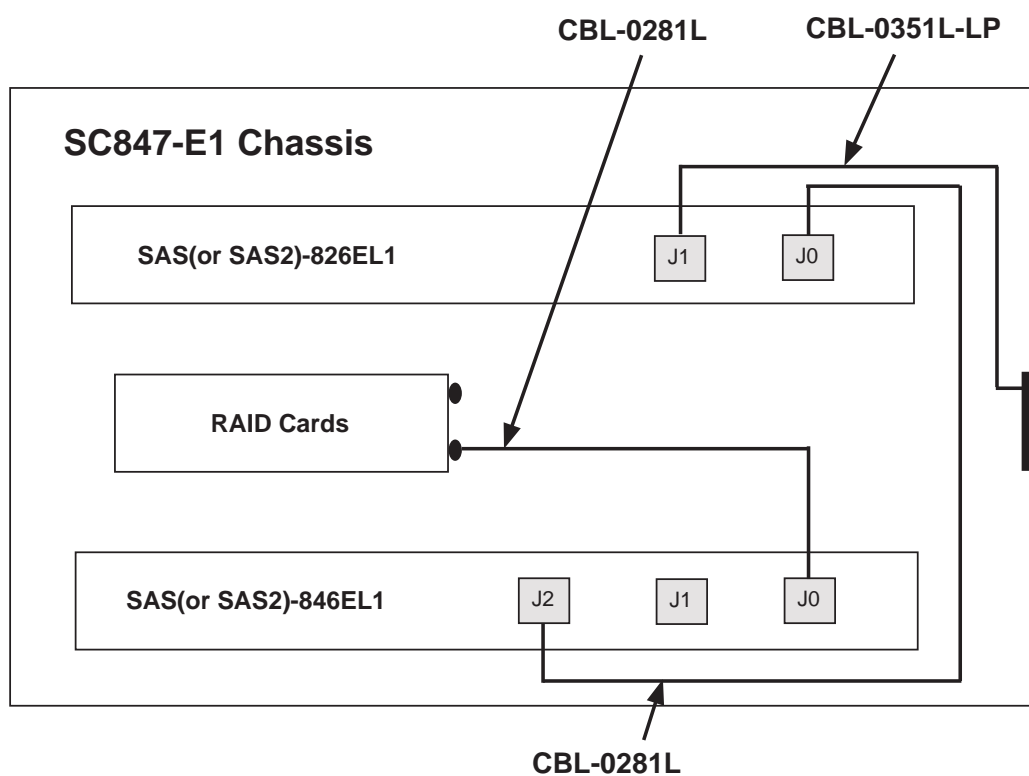 CBL-0281L
CBL-0351L-LP
SC847-E1 Chassis
SAS(or SAS2)-826EL1
J1
J0
RAID Cards
SAS(or SAS2)-846EL1
J2
J1
J0
CBL-0281L